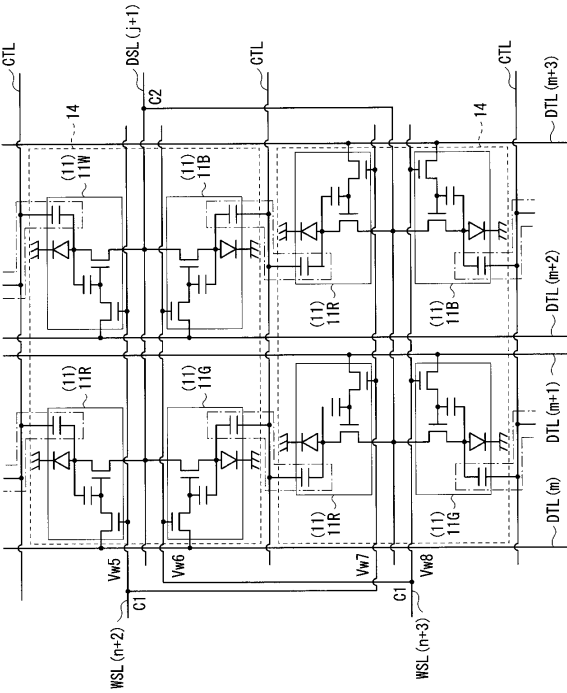 CTL
DSL(j+1)
CTL
CTL
C2
14
14
DTL(m+3)
(11)
11W
(11)
11B
(11)
11R
(11)
11B
DTL(m+2)
(11)
11R
(11)
11G
(11)
11R
(11)
11G
DTL(m+1)
DTL(m)
Vw5
Vw6
Vw7
Vw8
C1
C1
WSL(n+2)
WSL(n+3)